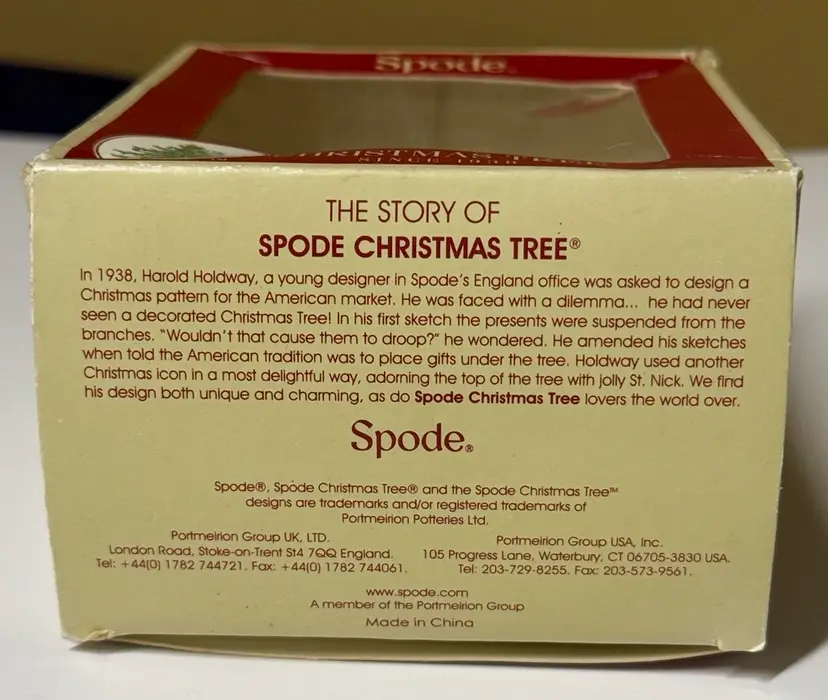 Spode®
CHRISTMAS TREE
SINCE 1938
THE STORY OF
SPODE CHRISTMAS TREE®
In 1938, Harold Holdway, a young designer in Spode's England office was asked to design a
Christmas pattern for the American market. He was faced with a dilemma... he had never
seen a decorated Christmas Tree! In his first sketch the presents were suspended from the
branches. "Wouldn't that cause them to droop?" he wondered. He amended his sketches
when told the American tradition was to place gifts under the tree. Holdway used another
Christmas icon in a most delightful way, adorning the top of the tree with jolly St. Nick. We find
his design both unique and charming, as do Spode Christmas Tree lovers the world over.
Spode®
Spode®, Spode Christmas Tree® and the Spode Christmas Tree™
designs are trademarks and/or registered trademarks of
Portmeirion Potteries Ltd.
Portmeirion Group UK, LTD.
London Road, Stoke-on-Trent St4 7QQ England.
Tel: +44(0) 1782 744721. Fax: +44(0) 1782 744061.
Portmeirion Group USA, Inc.
105 Progress Lane, Waterbury, CT 06705-3830 USA.
Tel: 203-729-8255. Fax: 203-573-9561.
www.spode.com
A member of the Portmeirion Group
Made in China